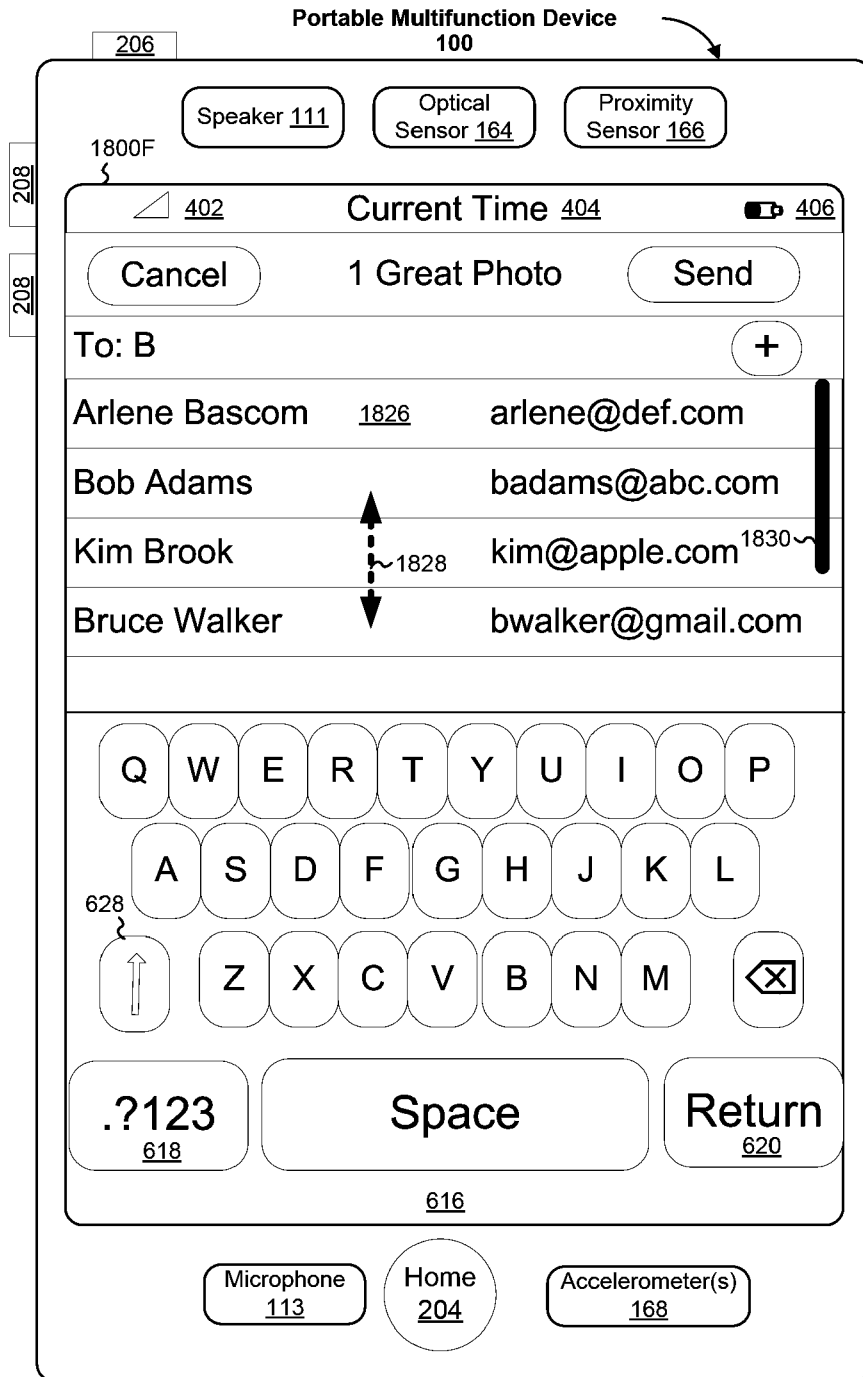 Portable Multifunction Device
100
206
Speaker 111
Optical
Sensor 164
Proximity
Sensor 166
208
208
1800F
402
Current Time 404
406
Cancel
1 Great Photo
Send
To: B
+
Arlene Bascom
1826
arlene@def.com
Bob Adams
badams@abc.com
Kim Brook
1828
kim@apple.com
1830
Bruce Walker
bwalker@gmail.com
Q W E R T Y U I O P
A S D F G H J K L
628
Z X C V B N M
.?123
618
Space
Return
620
616
Microphone
113
Home
204
Accelerometer(s)
168